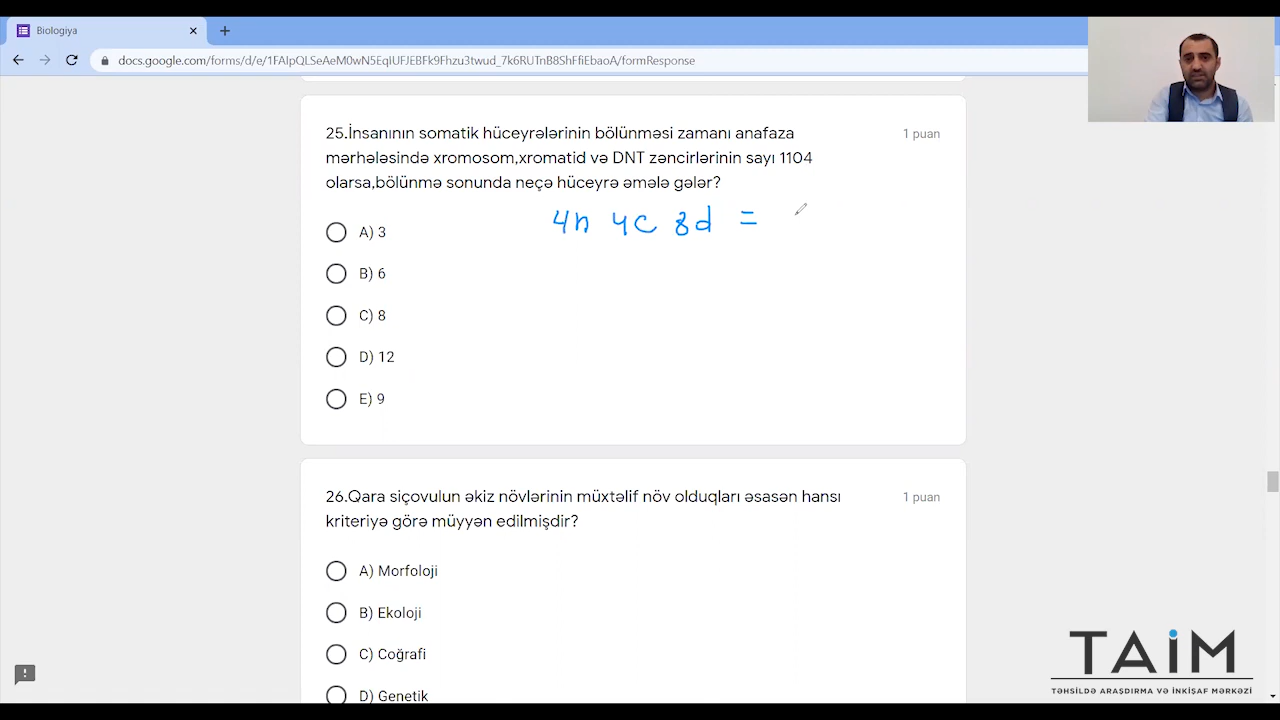 Biologiya
docs.google.com/forms/d/e/1FAIpQLSeAeM0wN5EqIUFJEBFk9Fhzu3twud_7k6RUTnB8ShFfiEbaoA/formResponse
25.İnsanının somatik hüceyrələrinin bölünməsi zamanı anafaza
1 puan
mərhələsində xromosom,xromatid və DNT zəncirlərinin sayı 1104
olarsa,bölünmə sonunda neçə hüceyrə əmələ gələr?
4n 4c 8d =
A) 3
B) 6
C) 8
D) 12
E) 9
26.Qara siçovulun əkiz növlərinin müxtəlif növ olduqları əsasən hansı
1 puan
kriteriyə görə müyyən edilmişdir?
A) Morfoloji
B) Ekoloji
C) Coğrafi
D) Genetik
TAiM
TƏHSİLDƏ ARAŞDIRMA VƏ İNKİŞAF MƏRKƏZİ